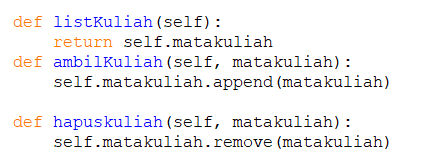 def listKuliah(self):
    return self.matakuliah
def ambilKuliah(self, matakuliah):
    self.matakuliah.append(matakuliah)

def hapuskuliah(self, matakuliah):
    self.matakuliah.remove(matakuliah)